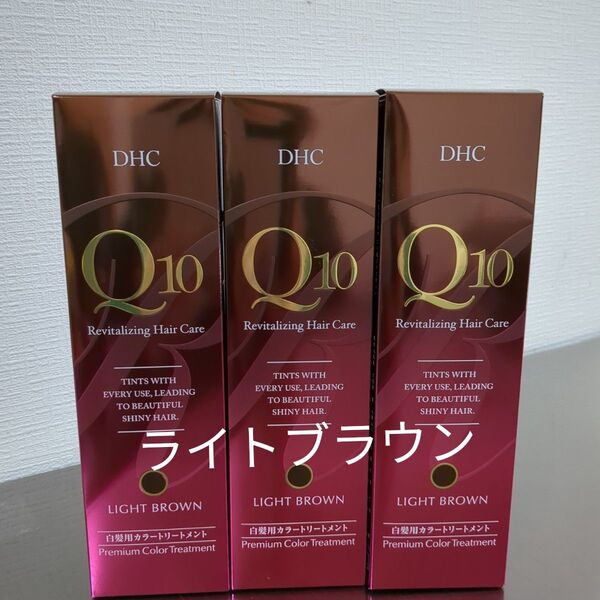 DHC
Q10
Revitalizing Hair Care
TINTS WITH
EVERY USE, LEADING
TO BEAUTIFUL
SHINY HAIR.
LIGHT BROWN
白髪用カラートリートメント
Premium Color Treatment
DHC
Q10
Revitalizing Hair Care
TINTS WITH
EVERY USE, LEADING
TO BEAUTIFUL
SHINY HAIR.
LIGHT BROWN
白髪用カラートリートメント
Premium Color Treatment
DHC
Q10
Revitalizing Hair Care
TINTS WITH
EVERY USE, LEADING
TO BEAUTIFUL
SHINY HAIR.
LIGHT BROWN
白髪用カラートリートメント
Premium Color Treatment
ライトブラウン